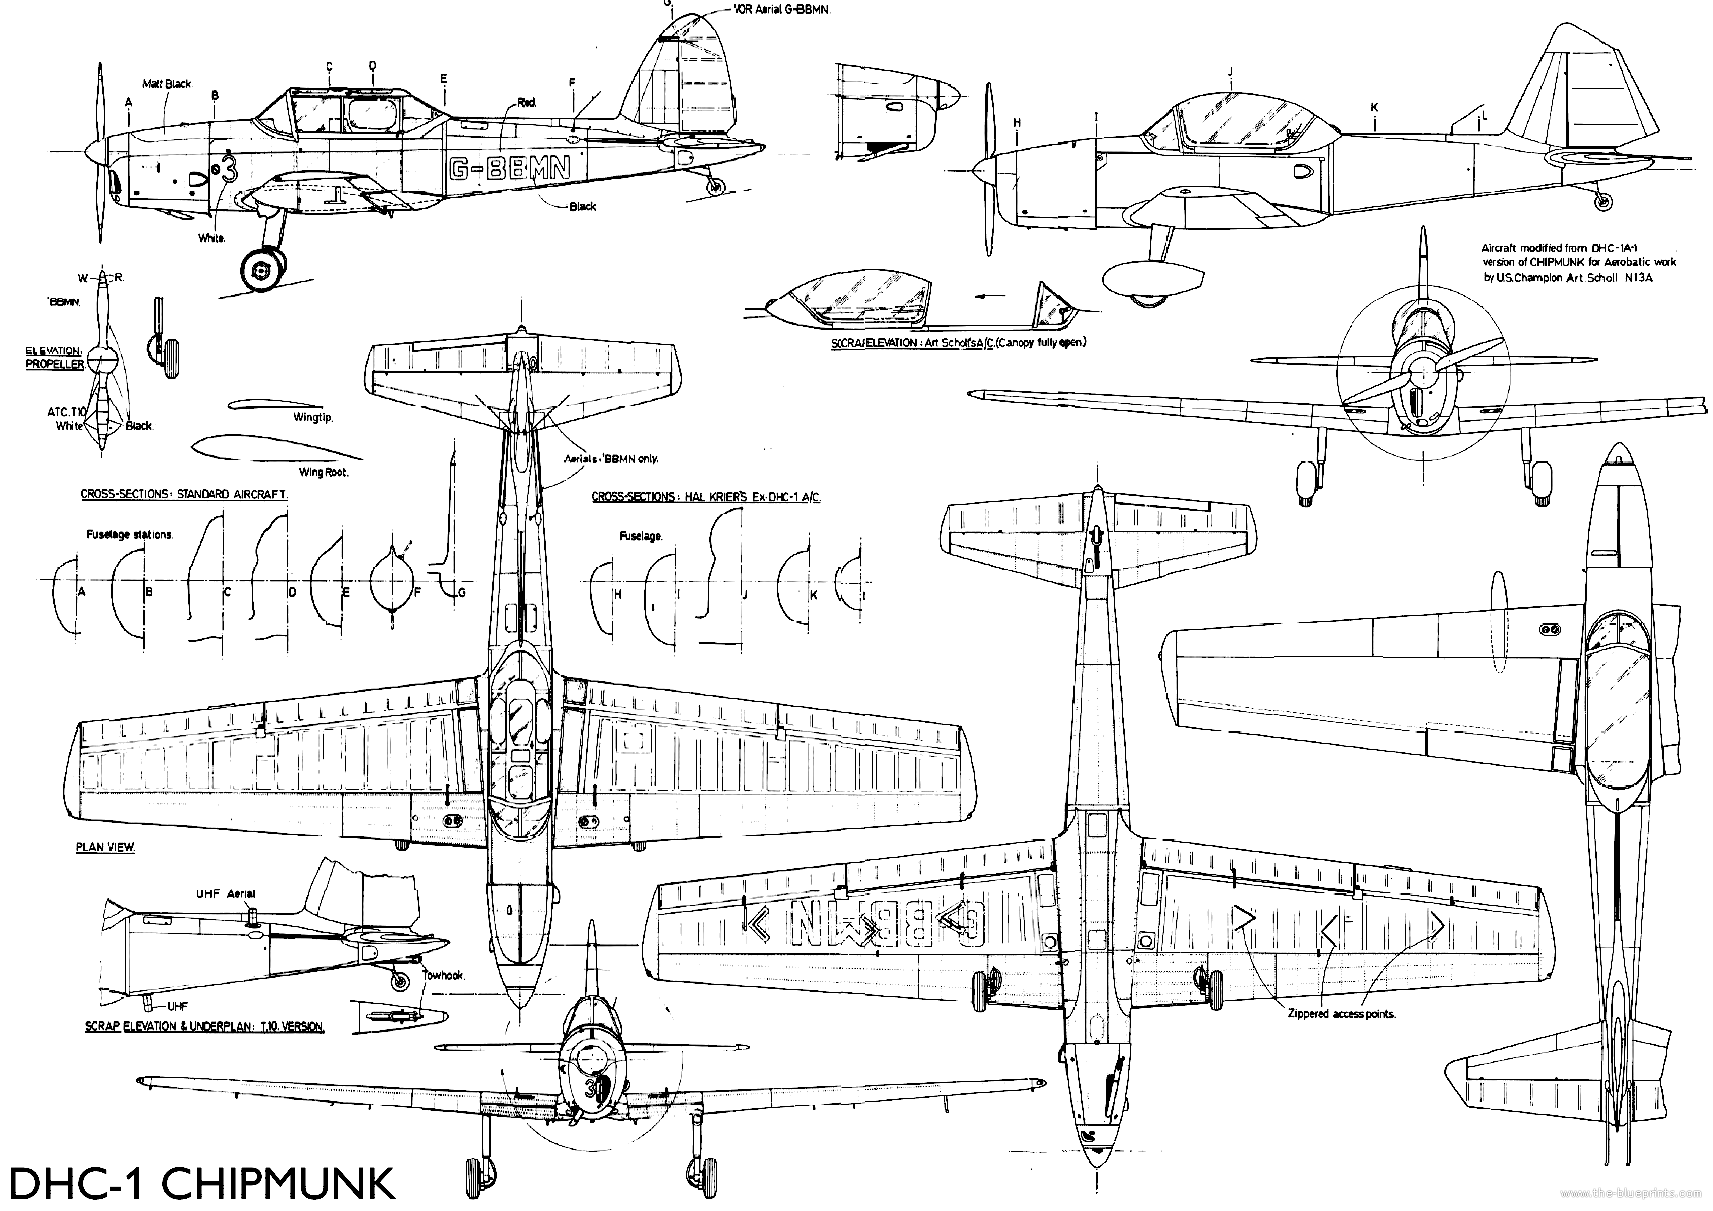 VOR Aerial G-BBMN.
G
Matt Black
A
B
C
D
E
F
Red.
3
G-BBMN
White.
Black
J
H
I
K
L
Aircraft modified from DHC-1A-1
version of CHIPMUNK for Aerobatic work
by U.S.Champion Art Scholl N13A
W
R.
'BBMN.
ELEVATION:
PROPELLER
ATC.T10
White
Black.
SCRAP ELEVATION : Art Scholl's A/C.(Canopy fully open.)
Wingtip.
Wing Root.
Aerials-'BBMN only.
CROSS-SECTIONS: STANDARD AIRCRAFT.
Fuselage stations.
A
B
C
D
E
F
G
CROSS-SECTIONS: HAL KRIER'S Ex-DHC-1 A/C.
Fuselage.
H
I
J
K
PLAN VIEW.
UHF Aerial
Towhook.
UHF
SCRAP ELEVATION & UNDERPLAN: T.10. VERSION.
G-BBMN
Zippered access points.
3
DHC-1 CHIPMUNK
www.the-blueprints.com